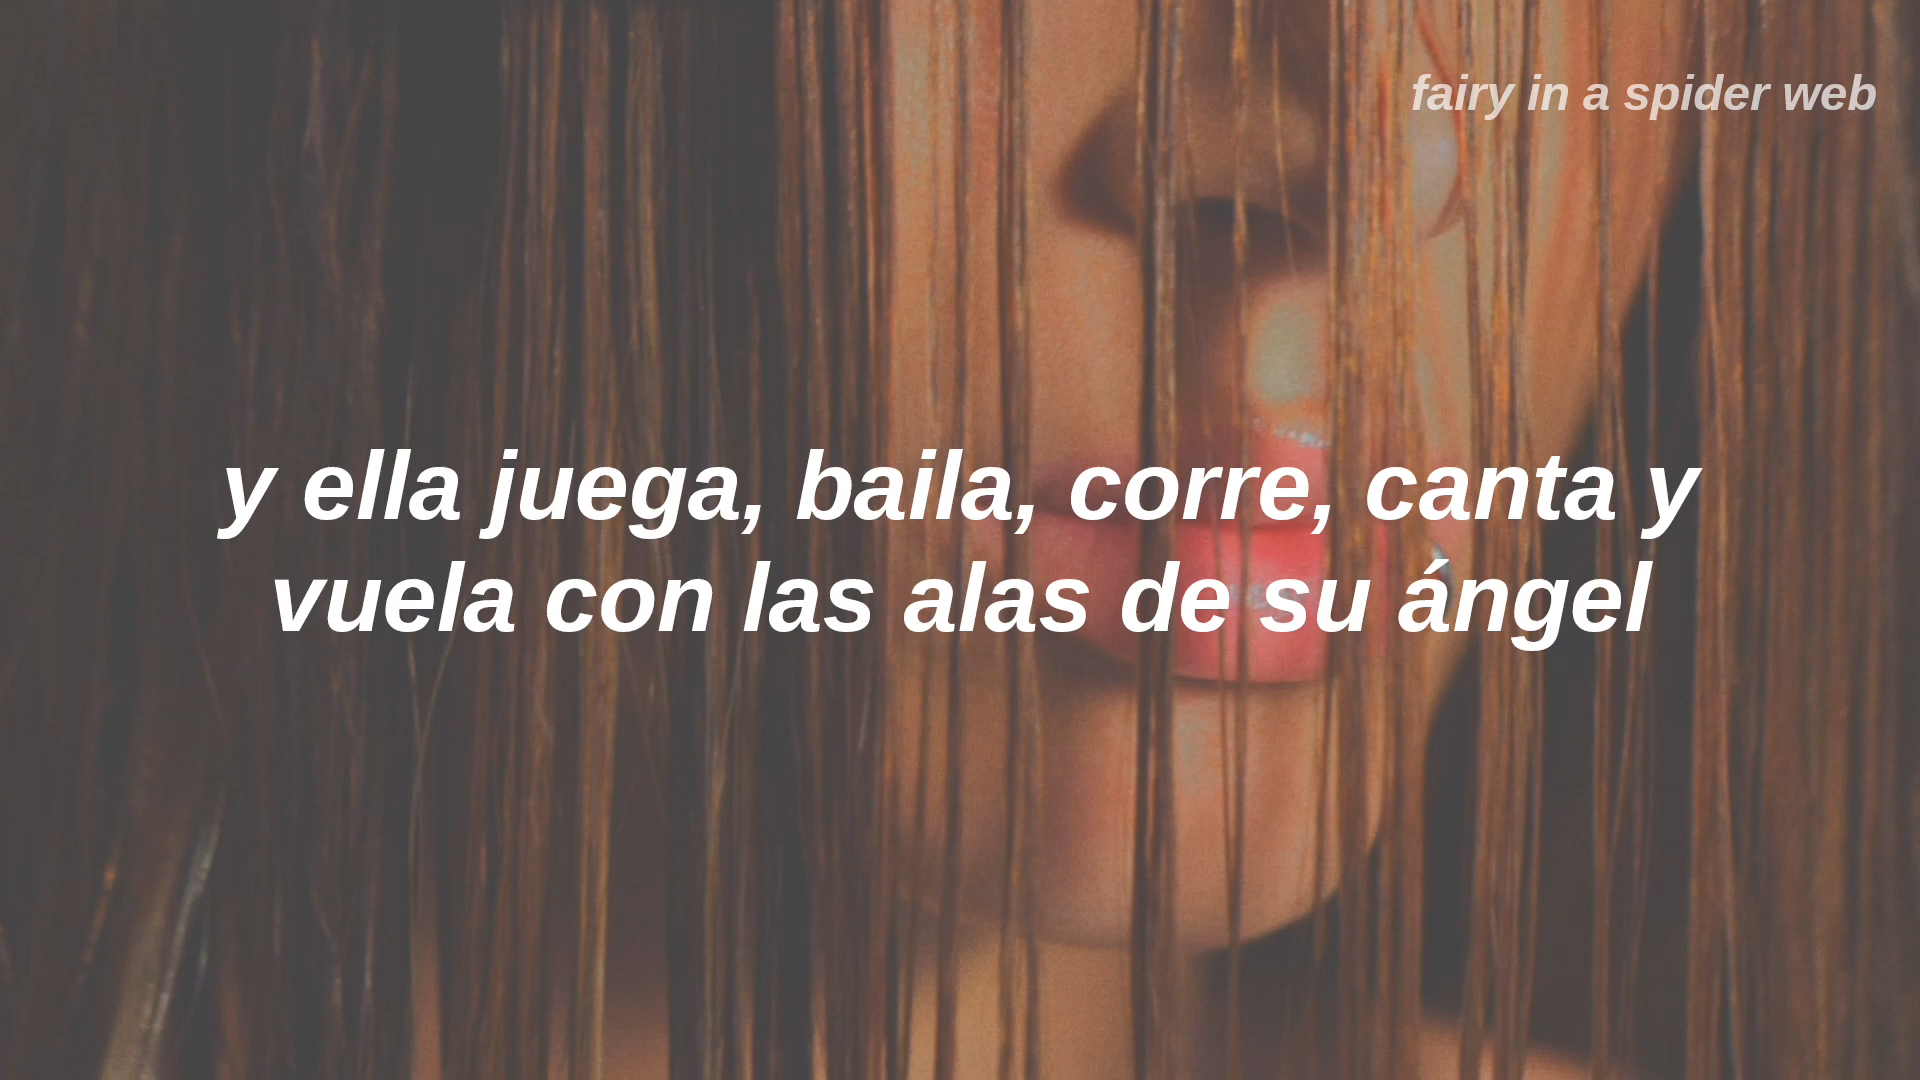 fairy in a spider web
y ella juega, baila, corre, canta y
vuela con las alas de su ángel